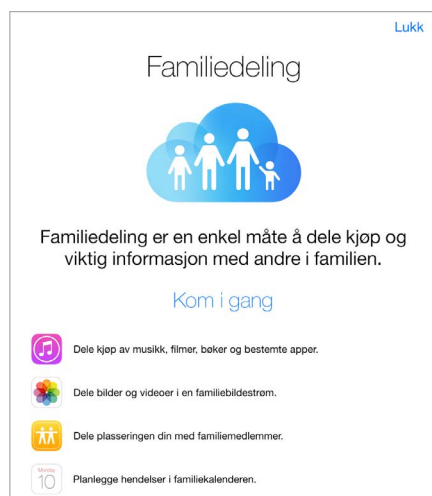 Lukk
Familiedeling
Familiedeling er en enkel måte å dele kjøp og
viktig informasjon med andre i familien.
Kom i gang
Dele kjøp av musikk, filmer, bøker og bestemte apper.
Dele bilder og videoer i en familiebildestrøm.
Dele plasseringen din med familiemedlemmer.
Monday
10
Planlegge hendelser i familiekalenderen.